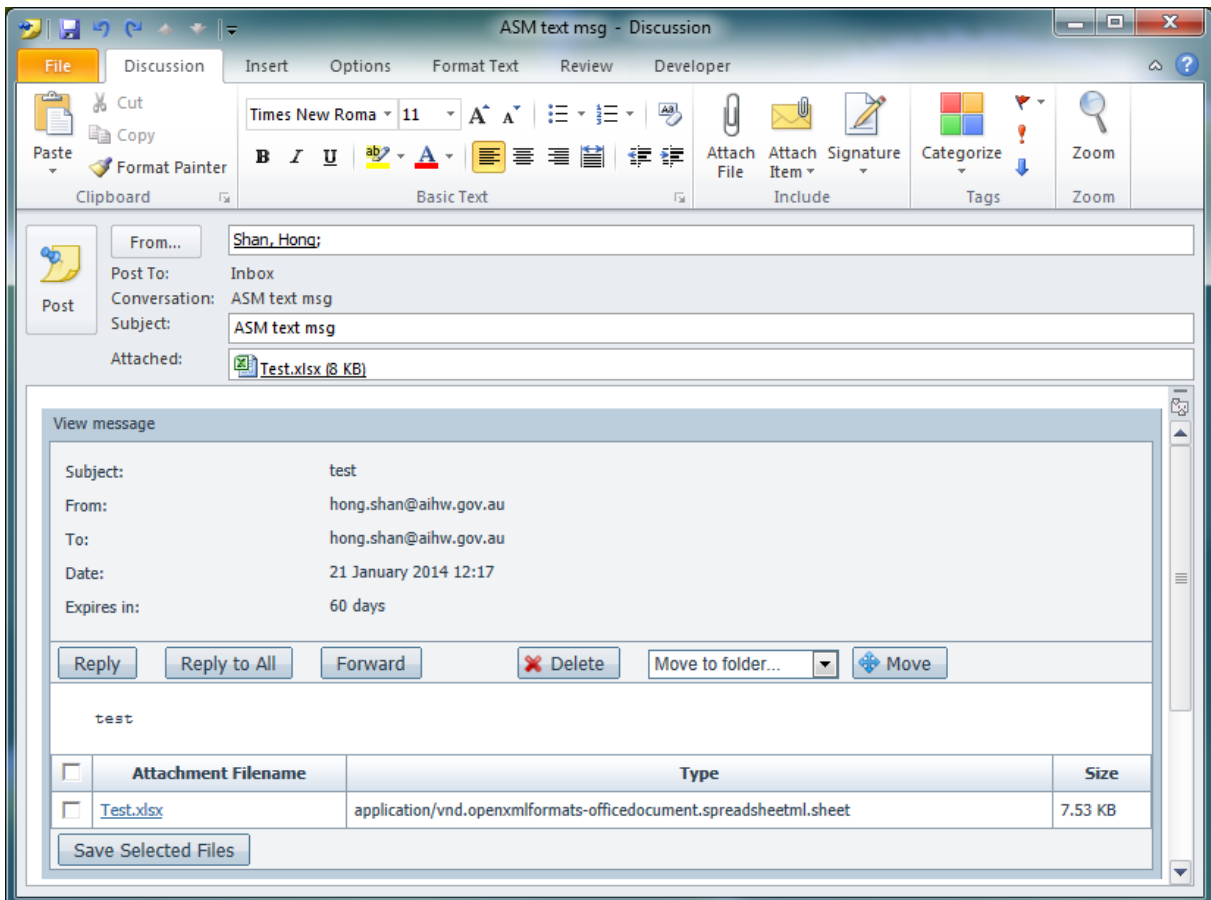 ASM text msg - Discussion
File Discussion Insert Options Format Text Review Developer
Cut
Copy
Paste
Format Painter
Clipboard
Times New Roma 11
B I U
Basic Text
Attach File
Attach Item
Signature
Include
Categorize
Tags
Zoom
Zoom
Post
From... Shan, Hong;
Post To: Inbox
Conversation: ASM text msg
Subject: ASM text msg
Attached: Test.xlsx (8 KB)
View message
Subject: test
From: hong.shan@aihw.gov.au
To: hong.shan@aihw.gov.au
Date: 21 January 2014 12:17
Expires in: 60 days
Reply Reply to All Forward Delete Move to folder... Move
test
Attachment Filename Type Size
Test.xlsx application/vnd.openxmlformats-officedocument.spreadsheetml.sheet 7.53 KB
Save Selected Files